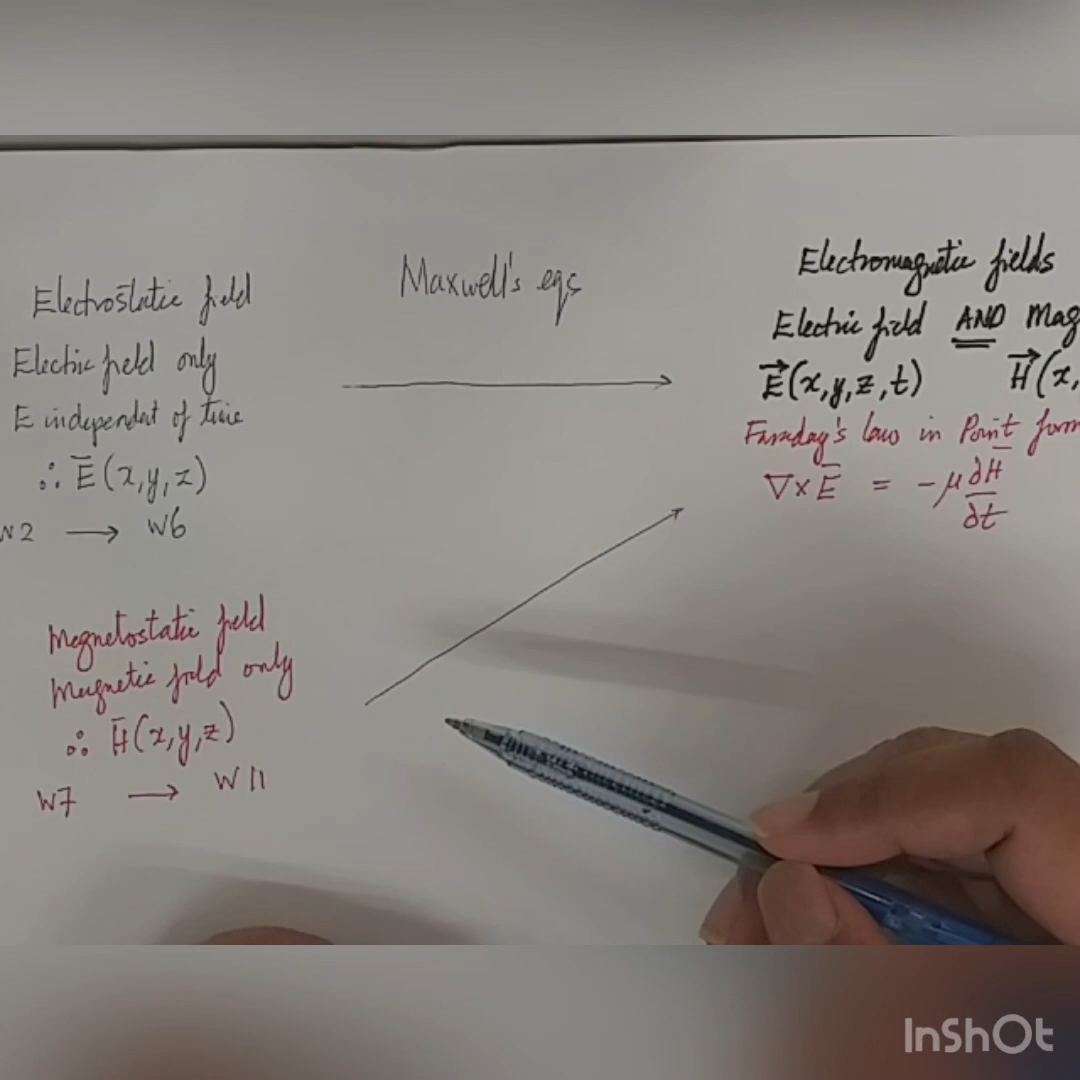 Electrostatic field
Electric field only
E independent of time
∴ E̅ (x,y,z)
W2 → W6
Magnetostatic field
Magnetic field only
∴ H̅ (x,y,z)
W7 → W11
Maxwell's eqs
Electromagnetic fields
Electric field AND Mag
E⃗ (x,y,z,t) H⃗ (x,
Faraday's law in Point form
∇×E̅ = -μ ∂H̅/∂t
InShOt